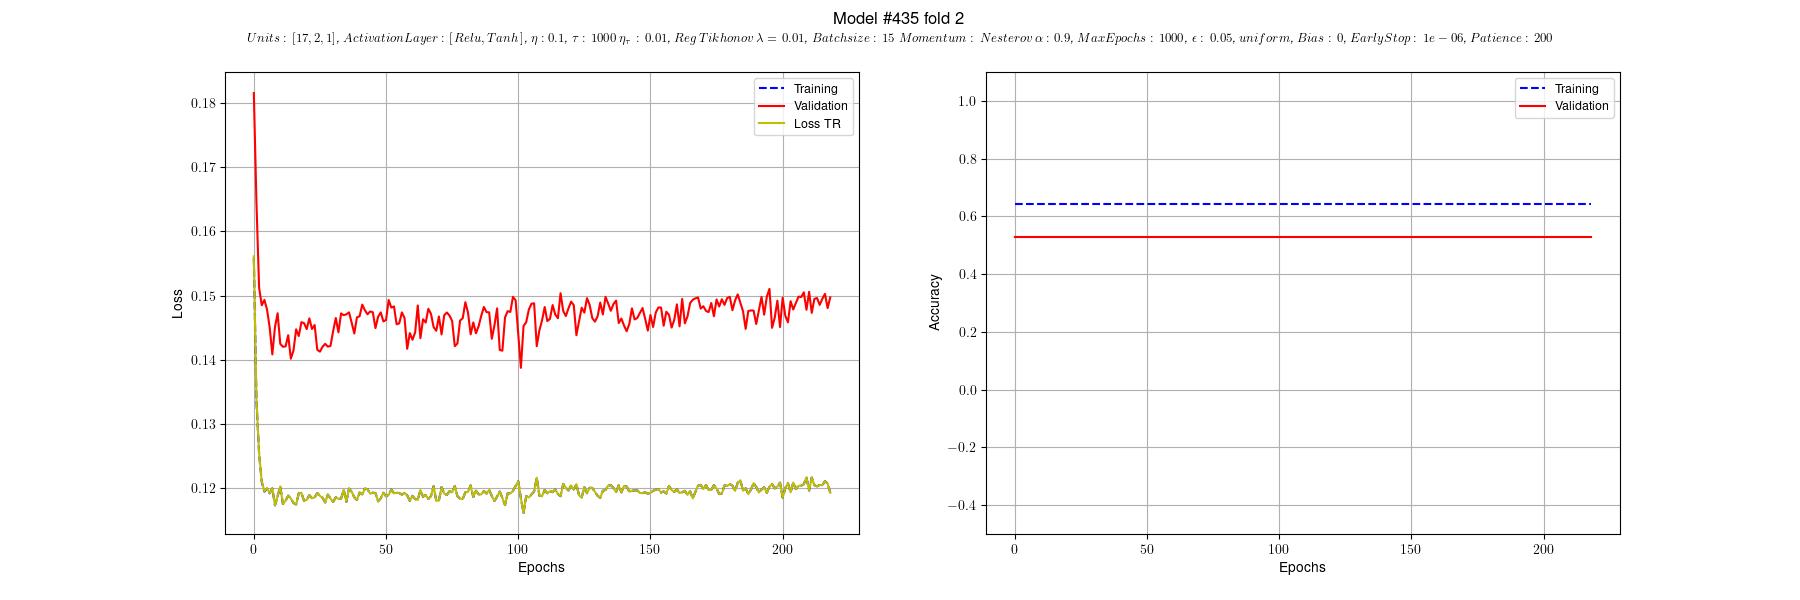 Model #435 fold 2
Units : [17, 2, 1], ActivationLayer : [Relu, Tanh], η : 0.1, τ : 1000 ητ : 0.01, Reg Tikhonov λ = 0.01, Batchsize : 15 Momentum : Nesterov α : 0.9, MaxEpochs : 1000, ϵ : 0.05, uniform, Bias : 0, EarlyStop : 1e − 06, Patience : 200
Training
Validation
Loss TR
0.18
0.17
0.16
0.15
0.14
0.13
0.12
Loss
0 50 100 150 200
Epochs
Training
Validation
1.0
0.8
0.6
0.4
0.2
0.0
−0.2
−0.4
Accuracy
0 50 100 150 200
Epochs